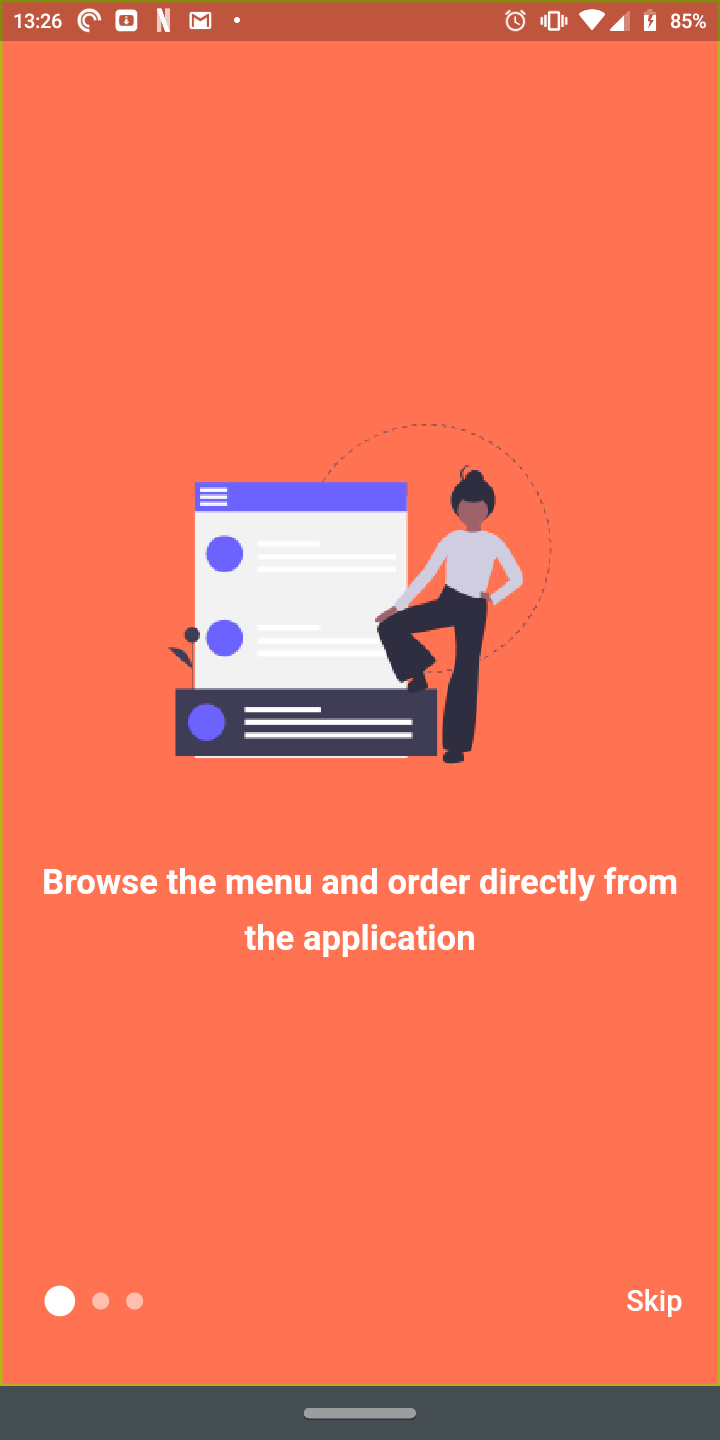 13:26
85%
Browse the menu and order directly from
the application
Skip